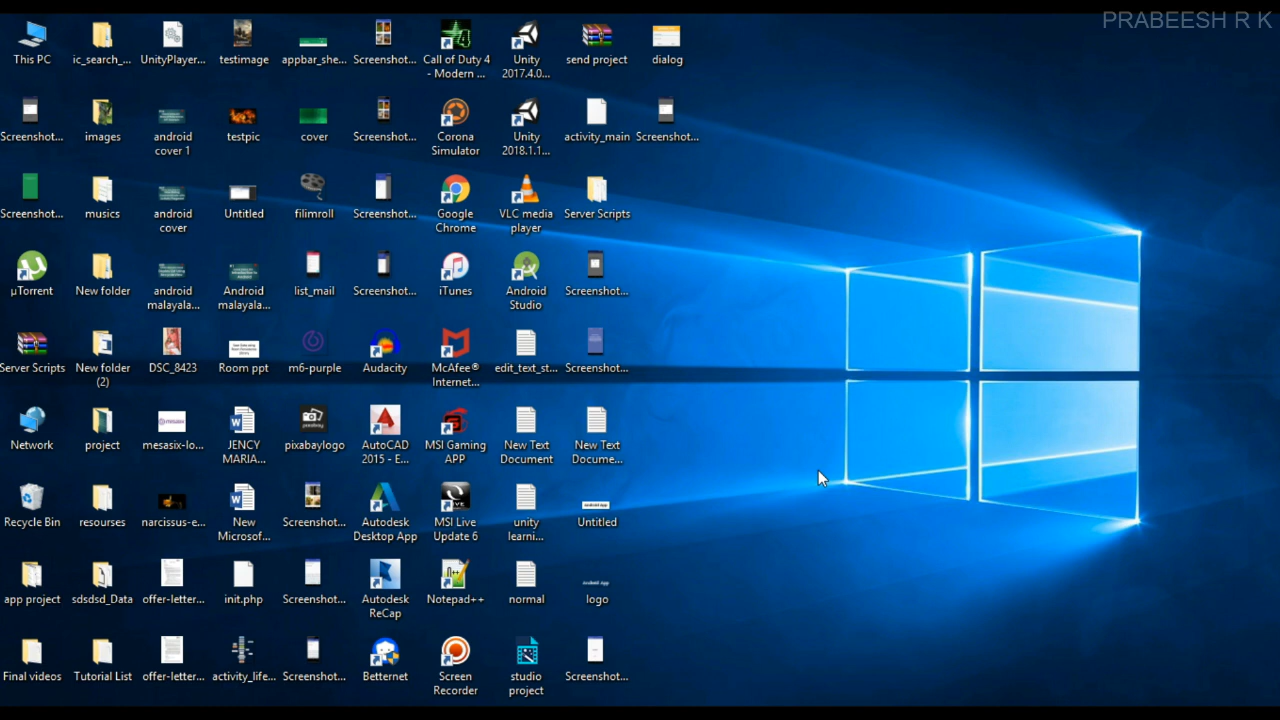 PRABEESH R K
This PC
ic_search_...
UnityPlayer...
testimage
appbar_she...
Screenshot...
Call of Duty 4
- Modern ...
Unity
2017.4.0...
send project
dialog
Screenshot...
images
android
cover 1
testpic
cover
Screenshot...
Corona
Simulator
Unity
2018.1.1...
activity_main
Screenshot...
Screenshot...
musics
android
cover
Untitled
filimroll
Screenshot...
Google
Chrome
VLC media
player
Server Scripts
µTorrent
New folder
android
malayala...
Android
malayala...
list_mail
Screenshot...
iTunes
Android
Studio
Screenshot...
Server Scripts
New folder
(2)
DSC_8423
Room ppt
m6-purple
Audacity
McAfee®
Internet...
edit_text_st...
Screenshot...
Network
project
mesasix-lo...
JENCY
MARIA...
pixabaylogo
AutoCAD
2015 - E...
MSI Gaming
APP
New Text
Document
New Text
Docume...
Recycle Bin
resourses
narcissus-e...
New
Microsof...
Screenshot...
Autodesk
Desktop App
MSI Live
Update 6
unity
learni...
Untitled
app project
sdsdsd_Data
offer-letter...
init.php
Screenshot...
Autodesk
ReCap
Notepad++
normal
logo
Final videos
Tutorial List
offer-letter...
activity_life...
Screenshot...
Betternet
Screen
Recorder
studio
project
Screenshot...